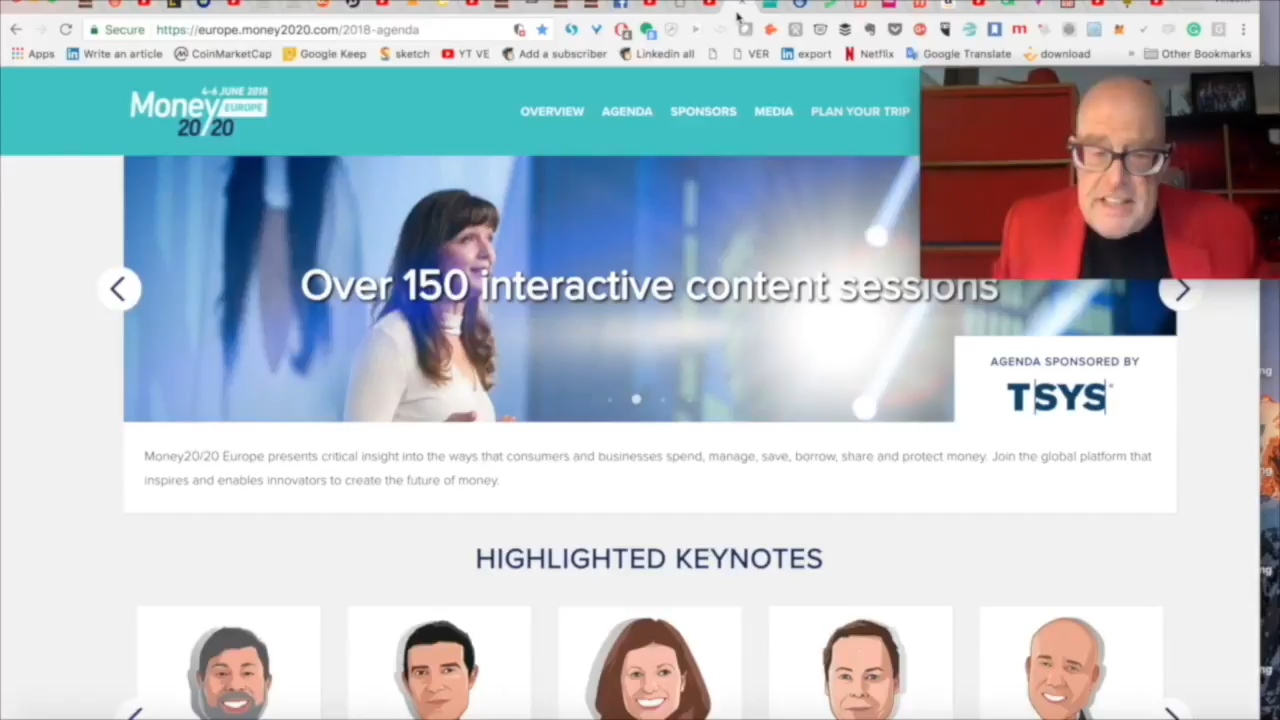 Secure
https://europe.money2020.com/2018-agenda
Apps
Write an article
CoinMarketCap
Google Keep
sketch
YT VE
Add a subscriber
Linkedin all
VER
export
Netflix
Google Translate
download
»
Other Bookmarks
4-6 JUNE 2018
Money
EUROPE
20/20
OVERVIEW
AGENDA
SPONSORS
MEDIA
PLAN YOUR TRIP
Over 150 interactive content sessions
AGENDA SPONSORED BY
TSYS
Money20/20 Europe presents critical insight into the ways that consumers and businesses spend, manage, save, borrow, share and protect money. Join the global platform that
inspires and enables innovators to create the future of money.
HIGHLIGHTED KEYNOTES